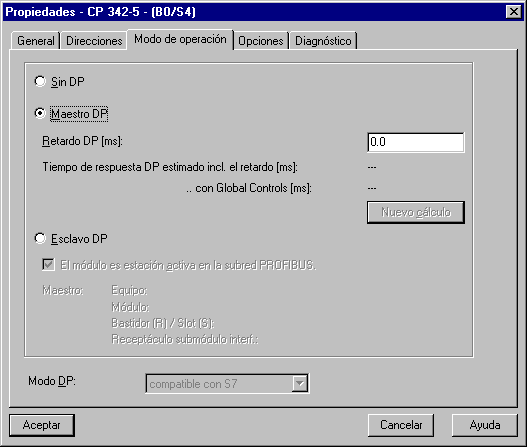 Propiedades - CP 342-5 - (B0/S4)
General Direcciones Modo de operación Opciones Diagnóstico
Sin DP
Maestro DP
Retardo DP [ms]: 0.0
Tiempo de respuesta DP estimado incl. el retardo [ms]: ---
.. con Global Controls [ms]: ---
Nuevo cálculo
Esclavo DP
El módulo es estación activa en la subred PROFIBUS.
Maestro: Equipo:
Módulo:
Bastidor (R) / Slot (S):
Receptáculo submódulo interf.:
Modo DP: compatible con S7
Aceptar Cancelar Ayuda